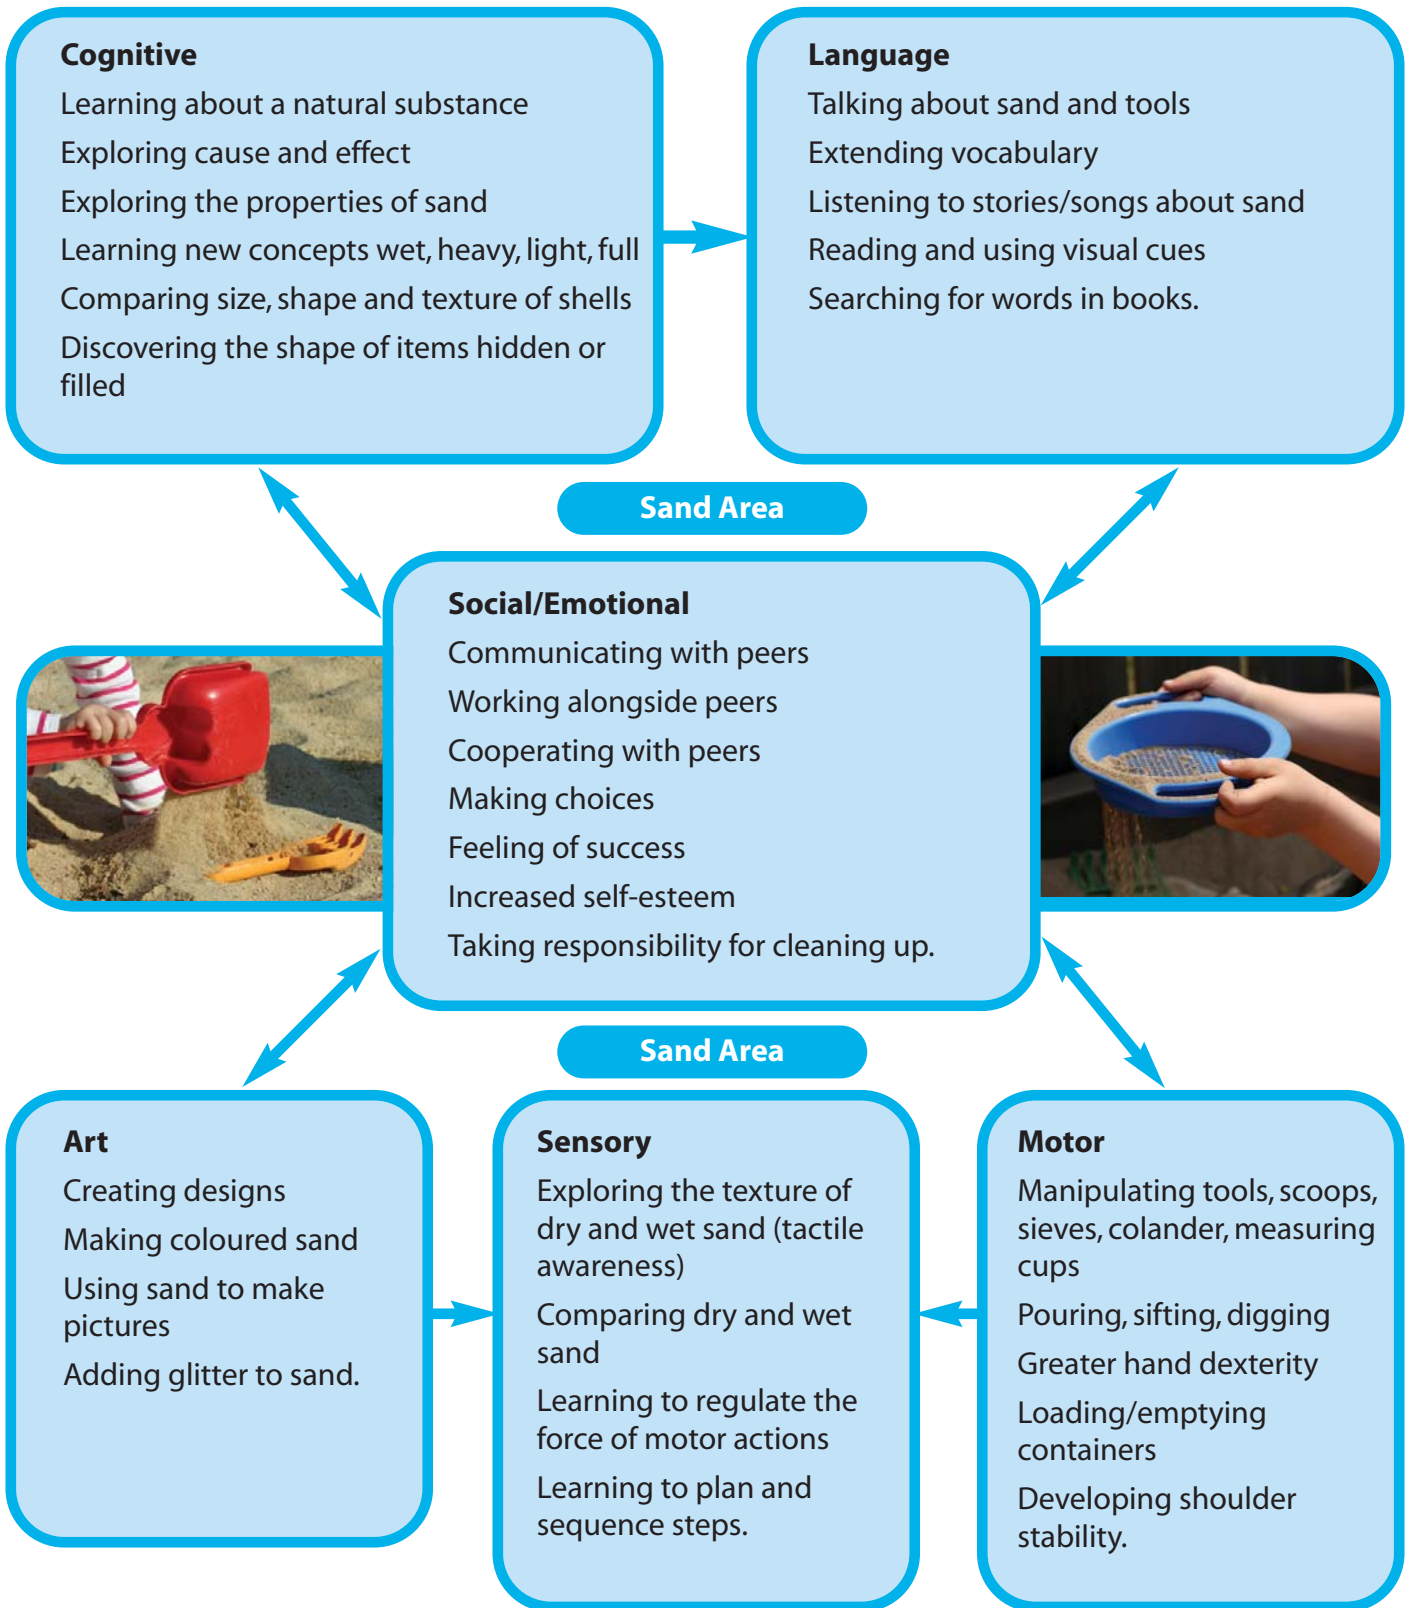 Cognitive
Learning about a natural substance
Exploring cause and effect
Exploring the properties of sand
Learning new concepts wet, heavy, light, full
Comparing size, shape and texture of shells
Discovering the shape of items hidden or
filled
Language
Talking about sand and tools
Extending vocabulary
Listening to stories/songs about sand
Reading and using visual cues
Searching for words in books.
Sand Area
Social/Emotional
Communicating with peers
Working alongside peers
Cooperating with peers
Making choices
Feeling of success
Increased self-esteem
Taking responsibility for cleaning up.
Sand Area
Art
Creating designs
Making coloured sand
Using sand to make
pictures
Adding glitter to sand.
Sensory
Exploring the texture of
dry and wet sand (tactile
awareness)
Comparing dry and wet
sand
Learning to regulate the
force of motor actions
Learning to plan and
sequence steps.
Motor
Manipulating tools, scoops,
sieves, colander, measuring
cups
Pouring, sifting, digging
Greater hand dexterity
Loading/emptying
containers
Developing shoulder
stability.